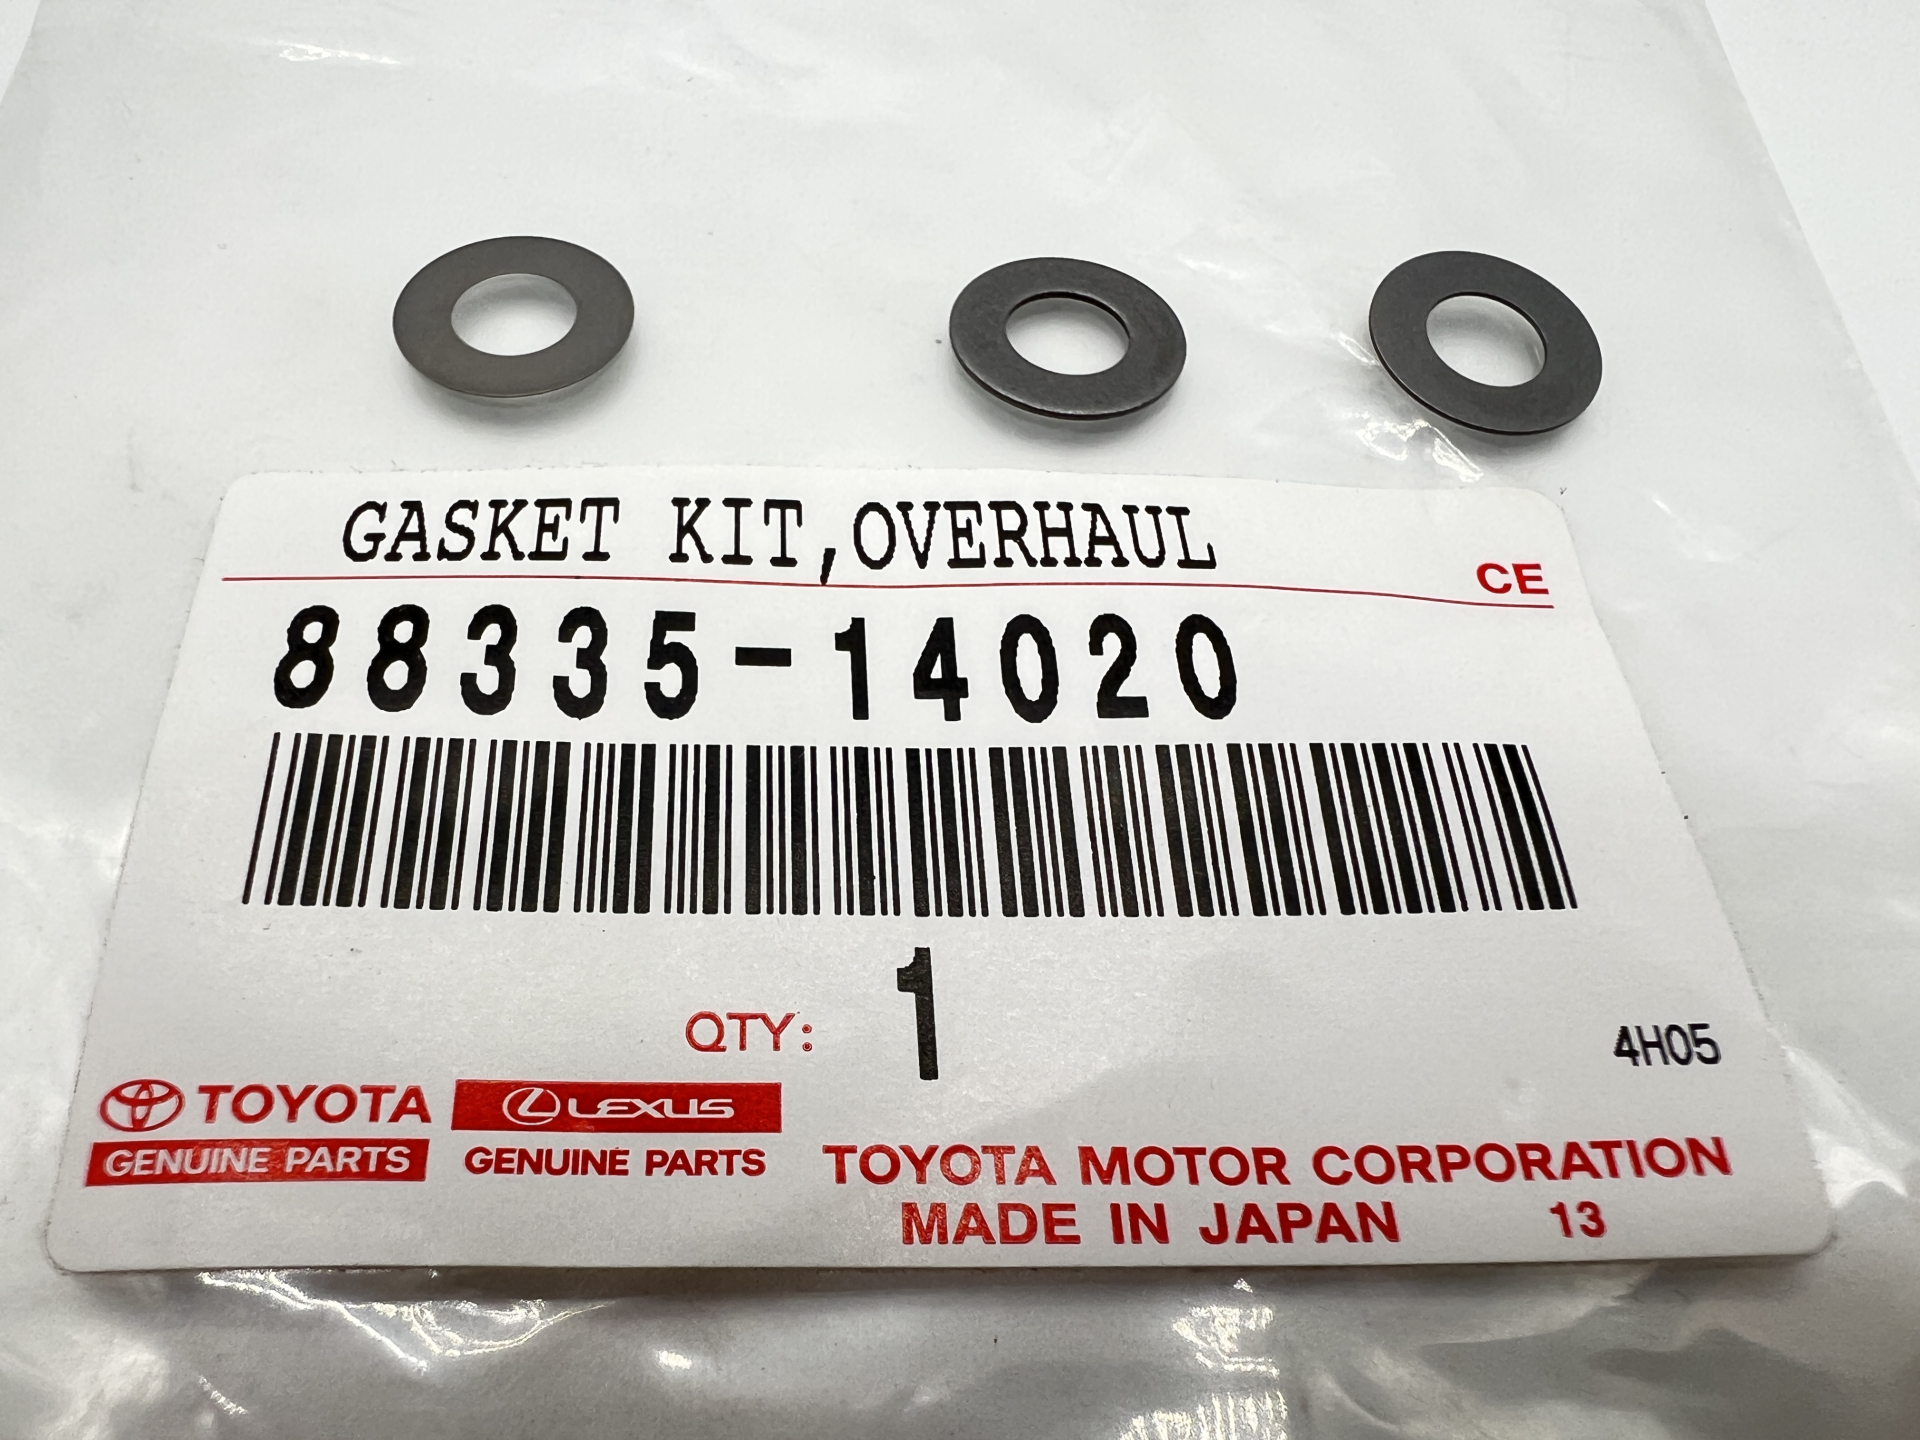 GASKET KIT,OVERHAUL
CE
88335-14020
1
QTY:
4H05
TOYOTA
GENUINE PARTS
LEXUS
GENUINE PARTS
TOYOTA MOTOR CORPORATION
MADE IN JAPAN 13